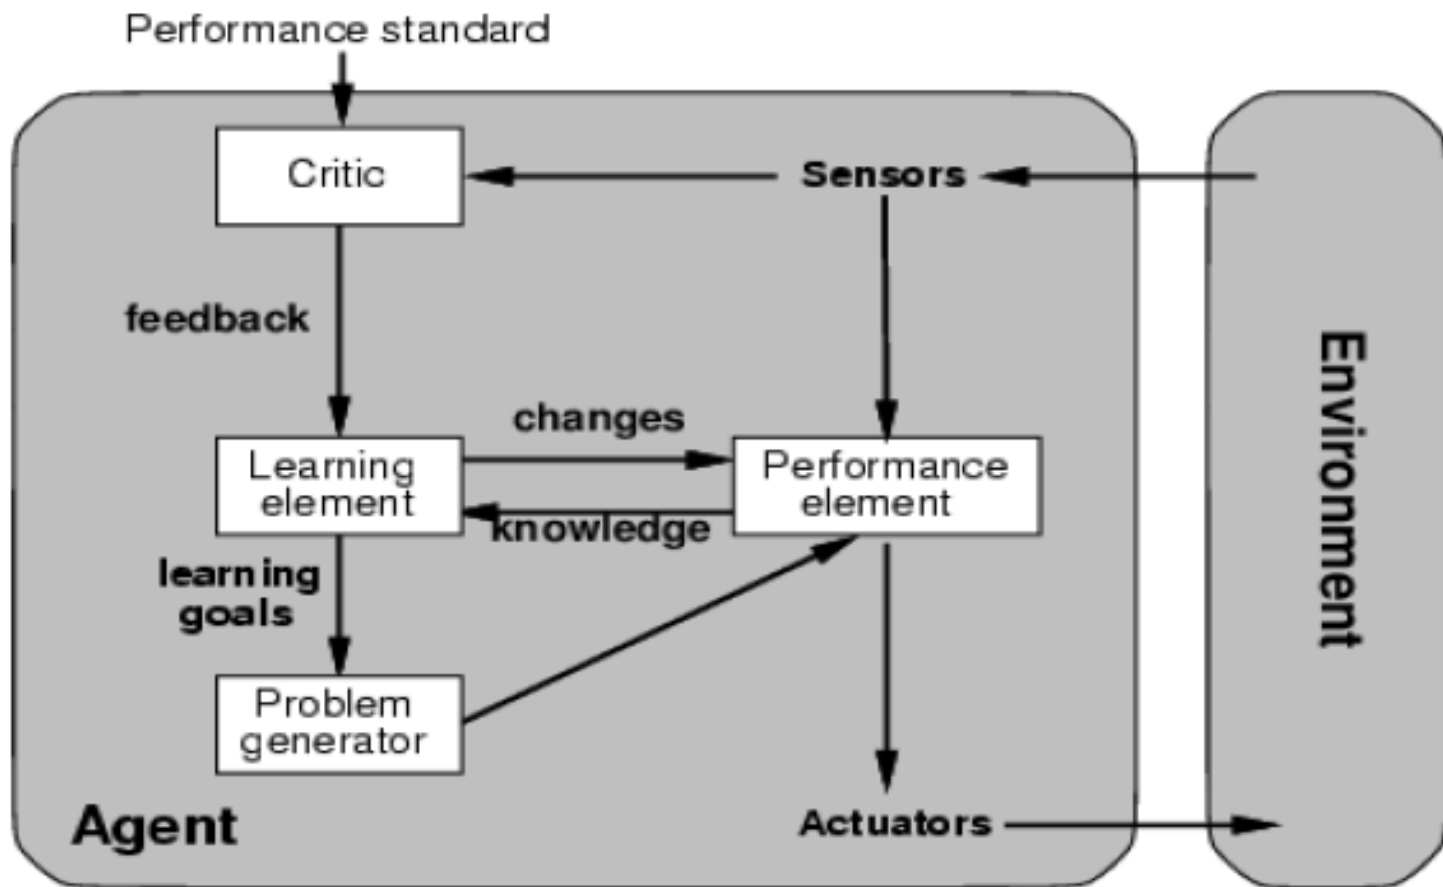 Performance standard
Critic
Sensors
feedback
changes
Learning
element
Performance
element
knowledge
learning
goals
Problem
generator
Agent
Actuators
Environment